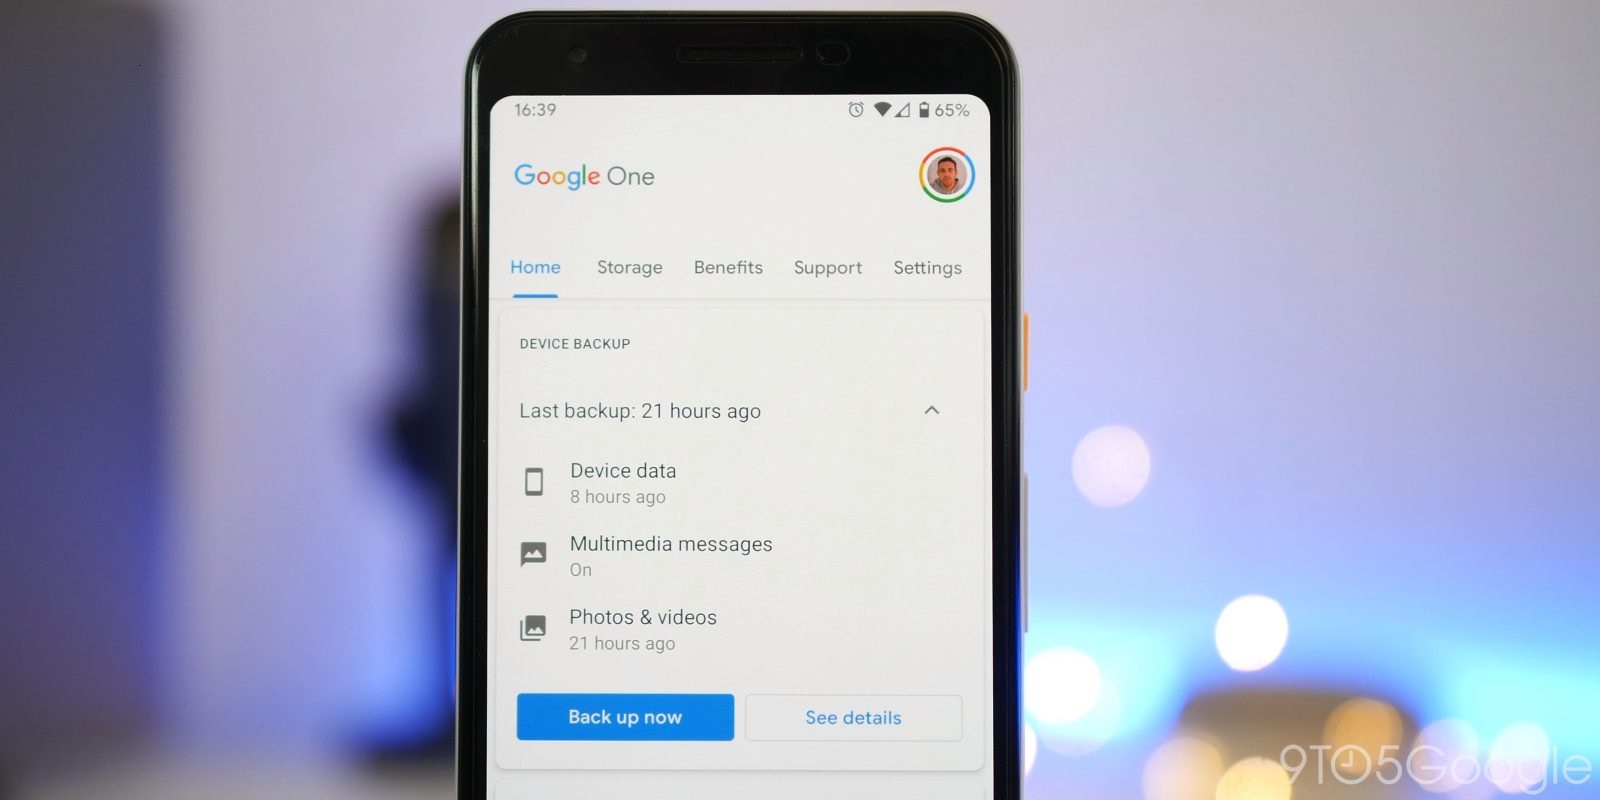 16:39 65%
Google One
Home Storage Benefits Support Settings
DEVICE BACKUP
Last backup: 21 hours ago
Device data
8 hours ago
Multimedia messages
On
Photos & videos
21 hours ago
Back up now See details
9TO5Google